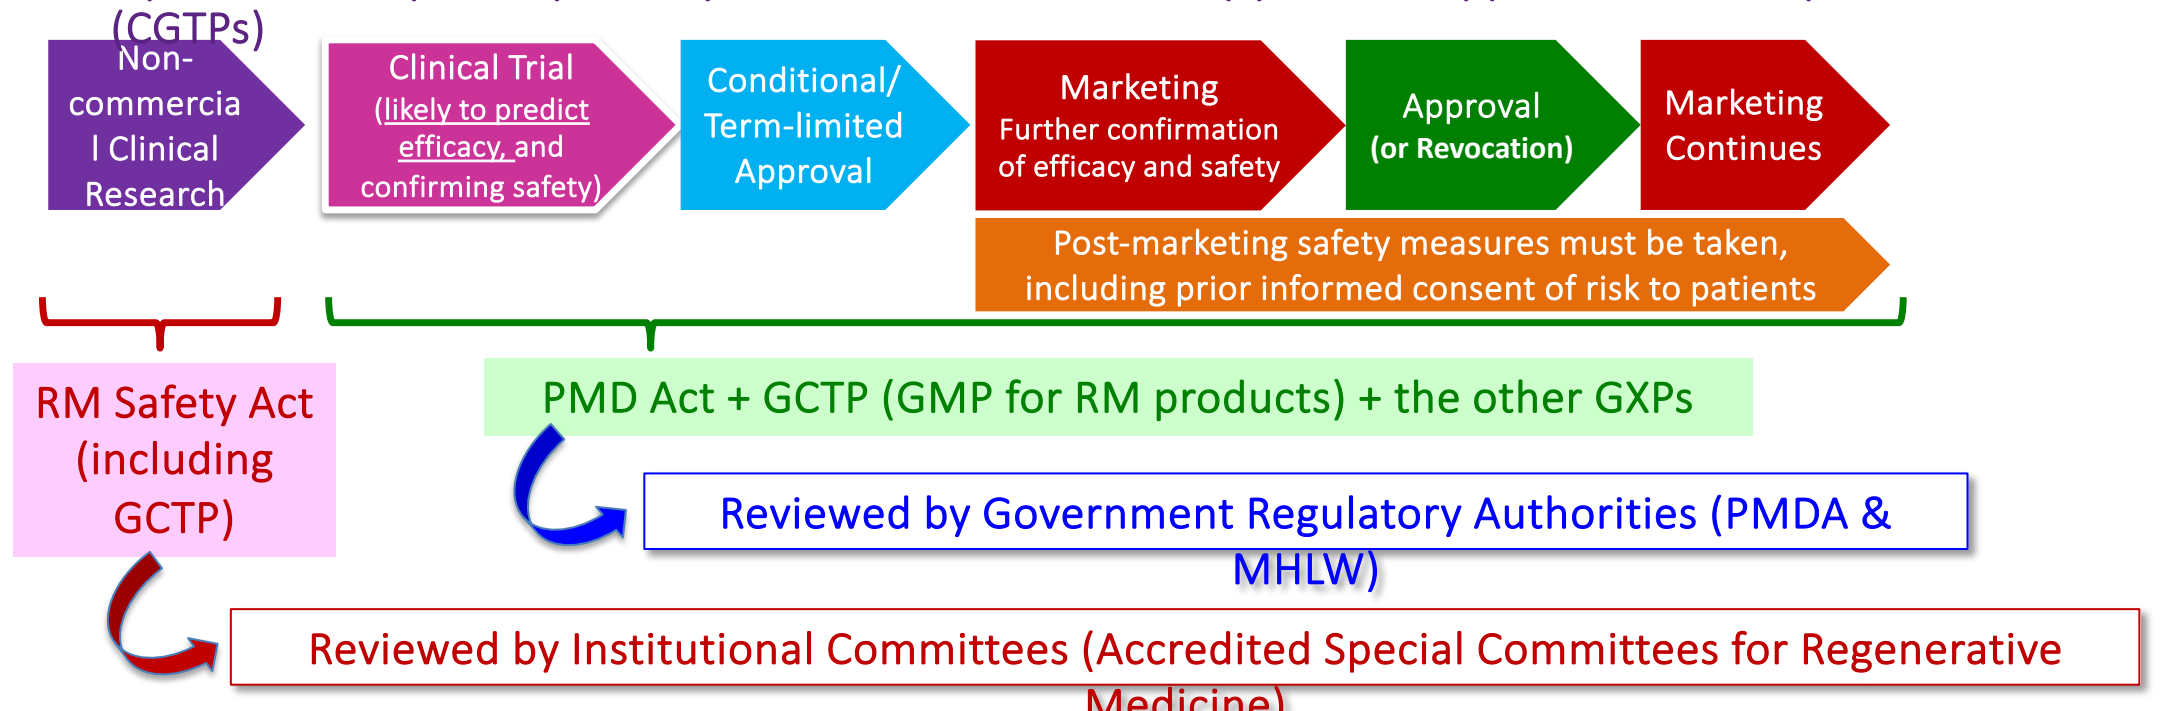 (CGTPs)
Non-
commercia
l Clinical
Research
Clinical Trial
(likely to predict
efficacy, and
confirming safety)
Conditional/
Term-limited
Approval
Marketing
Further confirmation
of efficacy and safety
Approval
(or Revocation)
Marketing
Continues
Post-marketing safety measures must be taken,
including prior informed consent of risk to patients
RM Safety Act
(including
GCTP)
PMD Act + GCTP (GMP for RM products) + the other GXPs
Reviewed by Government Regulatory Authorities (PMDA &
MHLW)
Reviewed by Institutional Committees (Accredited Special Committees for Regenerative
Medicine)